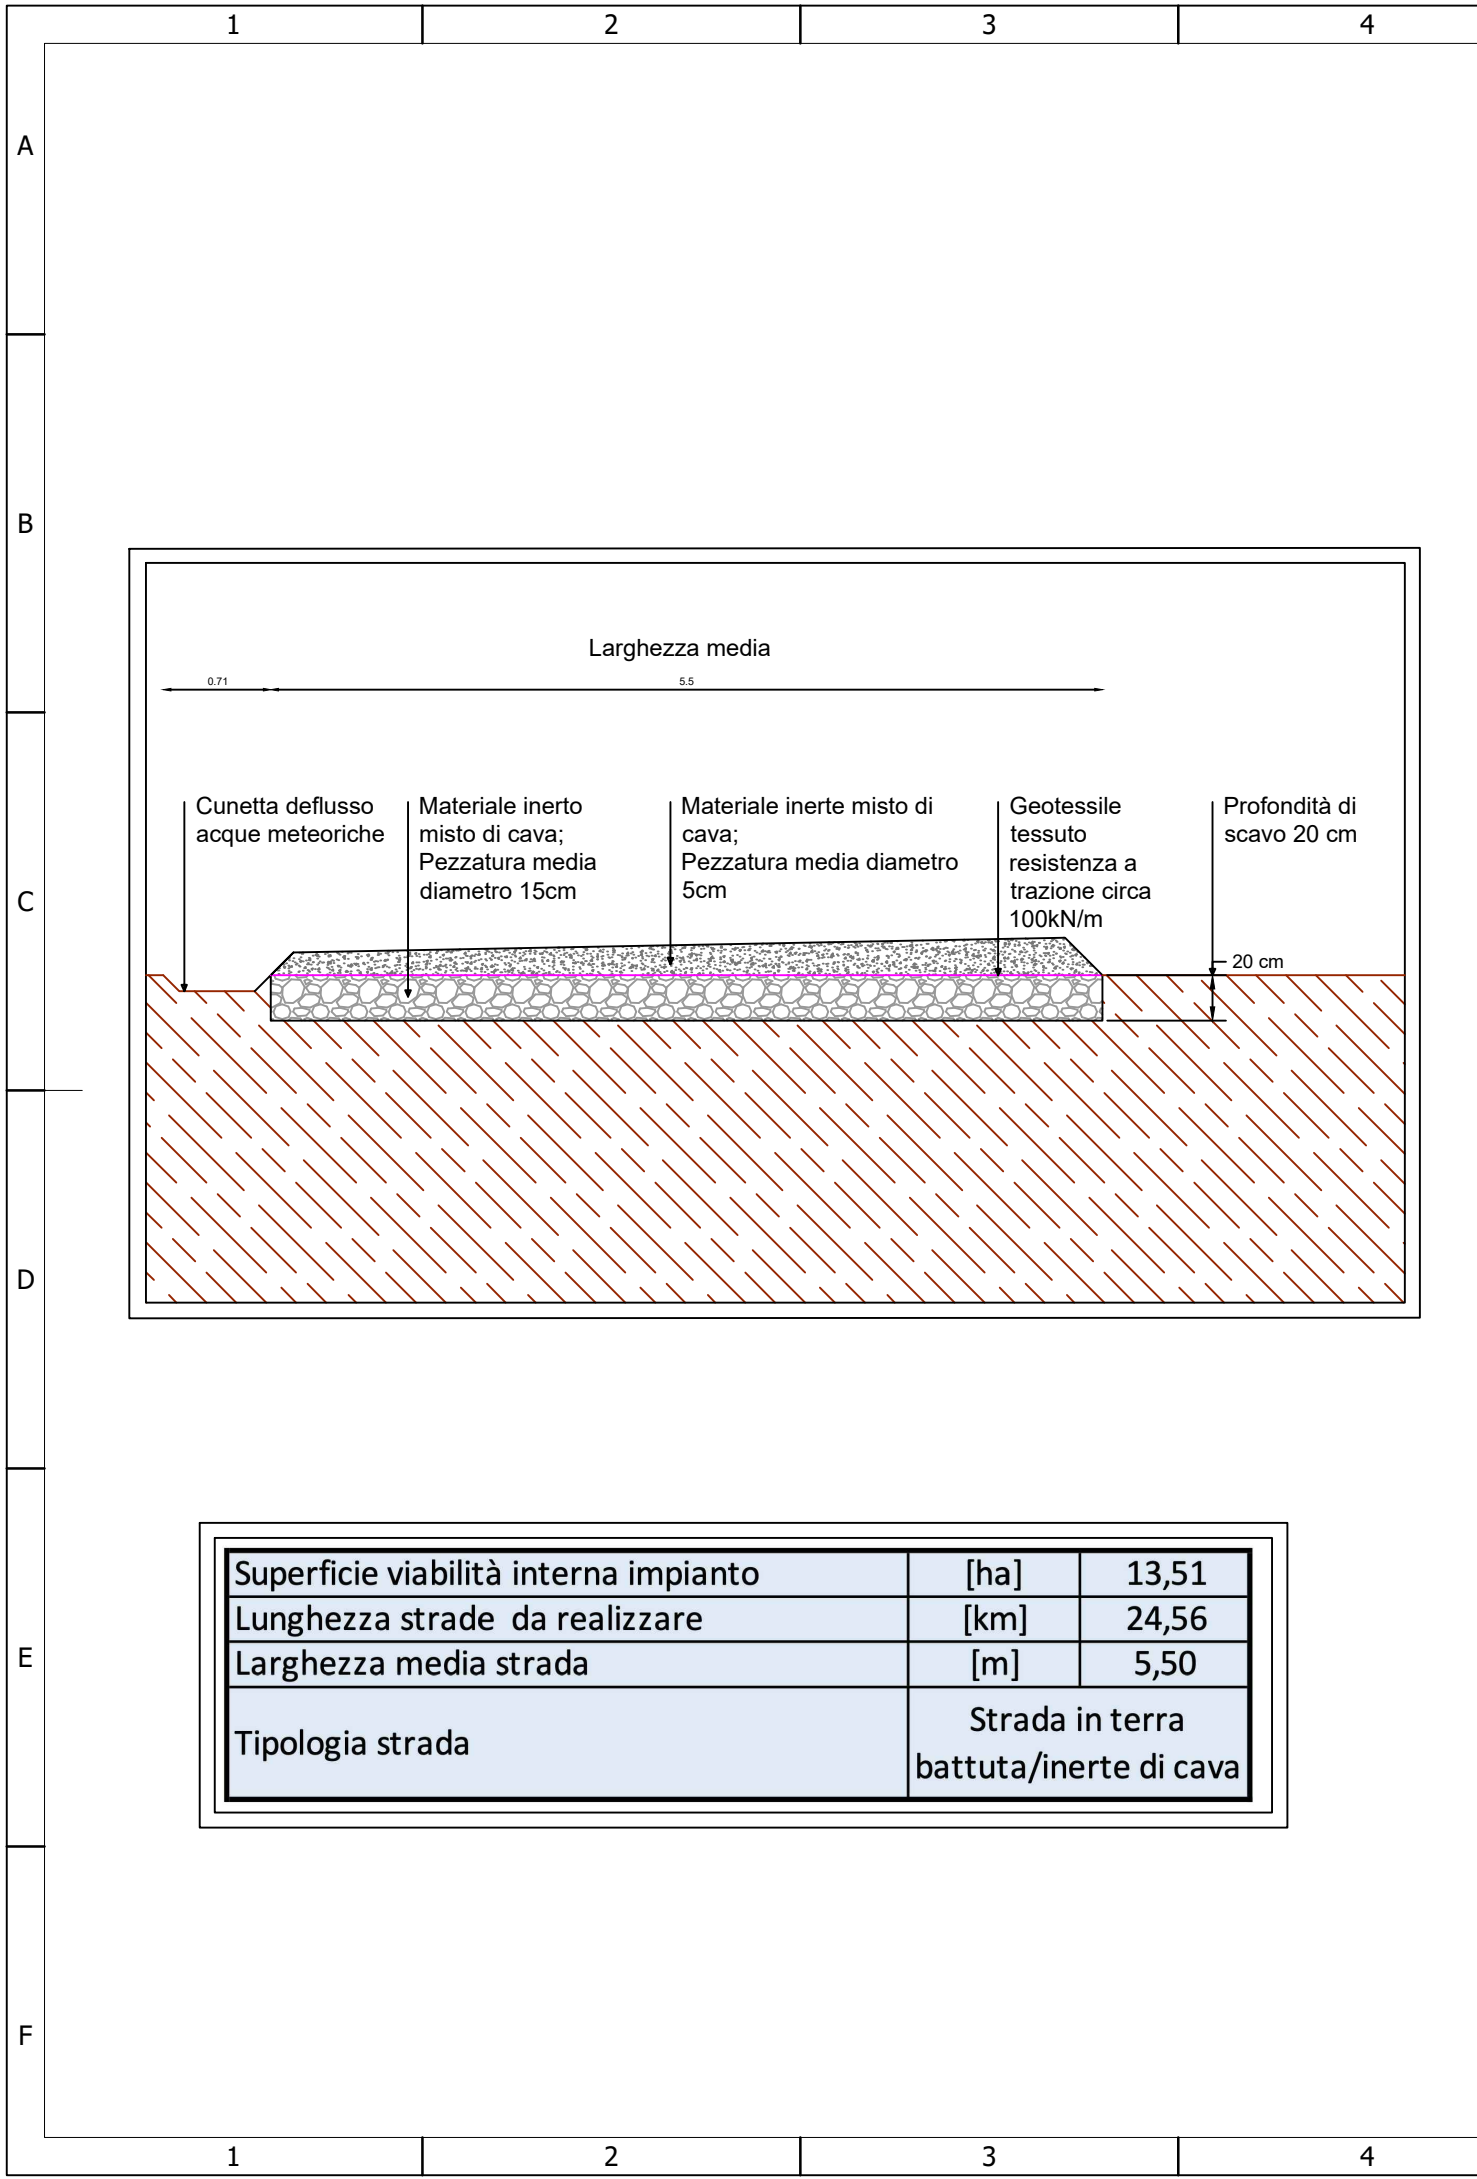 1 2 3 4
A
B
C
D
E
F
Larghezza media
0.71
5.5
Cunetta deflusso
acque meteoriche
Materiale inerto
misto di cava;
Pezzatura media
diametro 15cm
Materiale inerte misto di
cava;
Pezzatura media diametro
5cm
Geotessile
tessuto
resistenza a
trazione circa
100kN/m
Profondità di
scavo 20 cm
20 cm
Superficie viabilità interna impianto [ha] 13,51
Lunghezza strade da realizzare [km] 24,56
Larghezza media strada [m] 5,50
Tipologia strada
Strada in terra
battuta/inerte di cava
1 2 3 4